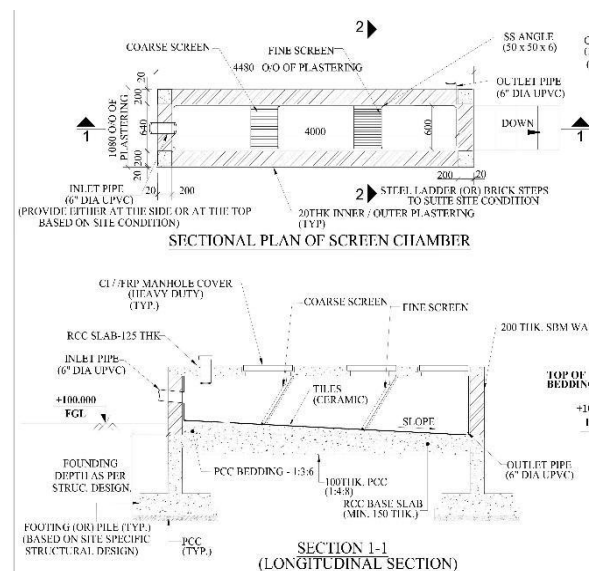 2
COARSE SCREEN
FINE SCREEN
SS ANGLE
(50 x 50 x 6)
4480 O/O OF PLASTERING
OUTLET PIPE
(6" DIA UPVC)
20
200
1080 O/O OF
PLASTERING
640
4000
600
DOWN
1
1
200
20
INLET PIPE
(6" DIA UPVC)
(PROVIDE EITHER AT THE SIDE OR AT THE TOP
BASED ON SITE CONDITION)
20
200
2
200
20
STEEL LADDER (OR) BRICK STEPS
TO SUITE SITE CONDITION
20THK INNER / OUTER PLASTERING
(TYP)
SECTIONAL PLAN OF SCREEN CHAMBER
CI / /FRP MANHOLE COVER
(HEAVY DUTY)
(TYP.)
COARSE SCREEN
FINE SCREEN
RCC SLAB-125 THK
200 THK. SBM WA
INLET PIPE
(6" DIA UPVC)
TILES
(CERAMIC)
TOP OF
BEDDING
+100.000
FGL
SLOPE
+10
FOUNDING
DEPTH AS PER
STRUC. DESIGN.
PCC BEDDING - 1:3:6
100THK. PCC
(1:4:8)
OUTLET PIPE
(6" DIA UPVC)
RCC BASE SLAB
(MIN. 150 THK.)
FOOTING (OR) PILE (TYP.)
(BASED ON SITE SPECIFIC
STRUCTURAL DESIGN)
PCC
(TYP.)
SECTION 1-1
(LONGITUDINAL SECTION)